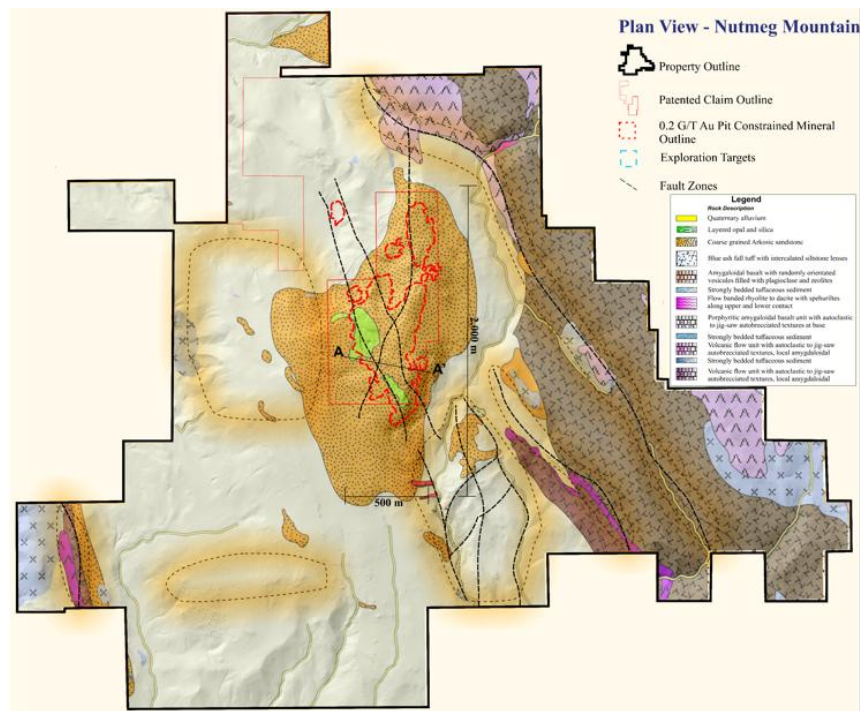 Plan View - Nutmeg Mountain
Property Outline
Patented Claim Outline
0.2 G/T Au Pit Constrained Mineral
Outline
Exploration Targets
Fault Zones
Legend
Rock Description
Quaternary alluvium
Layered opal and silica
Coarse grained Arkosic sandstone
Blue ash fall tuff with intercalated siltstone lenses
Amygaloidal basalt with randomly orientated
vesicules filled with plagioclase and zeolites
Strongly bedded tuffaceous sediment
Flow banded rhyolite to dacite with spehurilites
along upper and lower contact
Porphyritic amygaloidal basalt unit with autoclastic
to jig-saw autobrecciated textures at base
Strongly bedded tuffaceous sediment
Volcanic flow unit with autoclastic to jig-saw
autobrecciated textures, local amygdaloidal
Strongly bedded tuffaceous sediment
Volcanic flow unit with autoclastic to jig-saw
autobrecciated textures, local amygdaloidal
2,000 m
A
A'
500 m